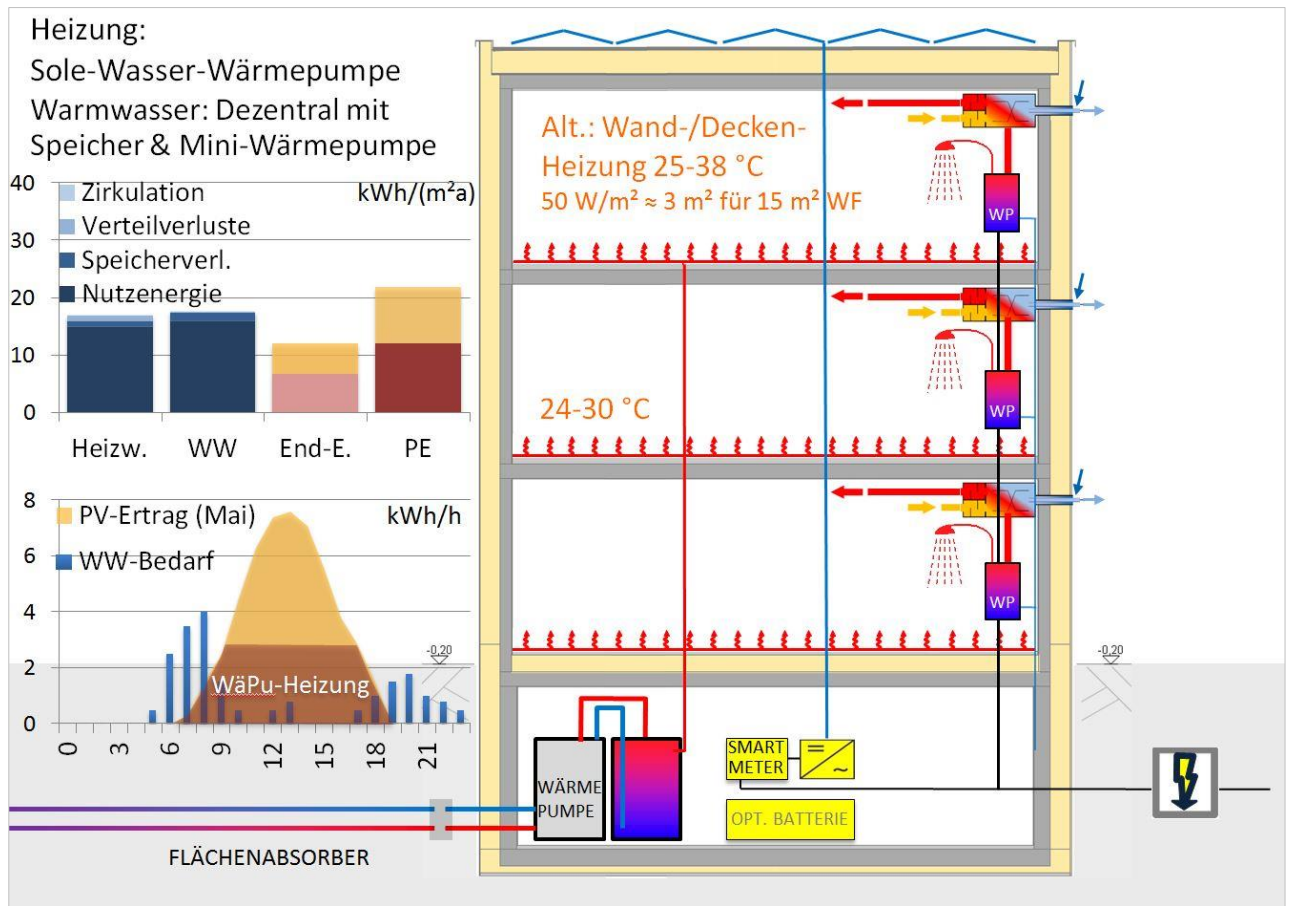 Heizung:
Sole-Wasser-Wärmepumpe
Warmwasser: Dezentral mit
Speicher & Mini-Wärmepumpe
40
Zirkulation
kWh/(m²a)
Verteilverluste
30
Speicherverl.
Nutzenergie
20
10
0
Heizw. WW End-E. PE
8
PV-Ertrag (Mai)
kWh/h
6
WW-Bedarf
4
2
WäPu-Heizung
0
0 3 6 9 12 15 18 21
Alt.: Wand-/Decken-
Heizung 25-38 °C
50 W/m² ≈ 3 m² für 15 m² WF
WP
24-30 °C
WP
WP
-0,20
-0,20
WÄRME
PUMPE
SMART
METER
= ~
OPT. BATTERIE
FLÄCHENABSORBER